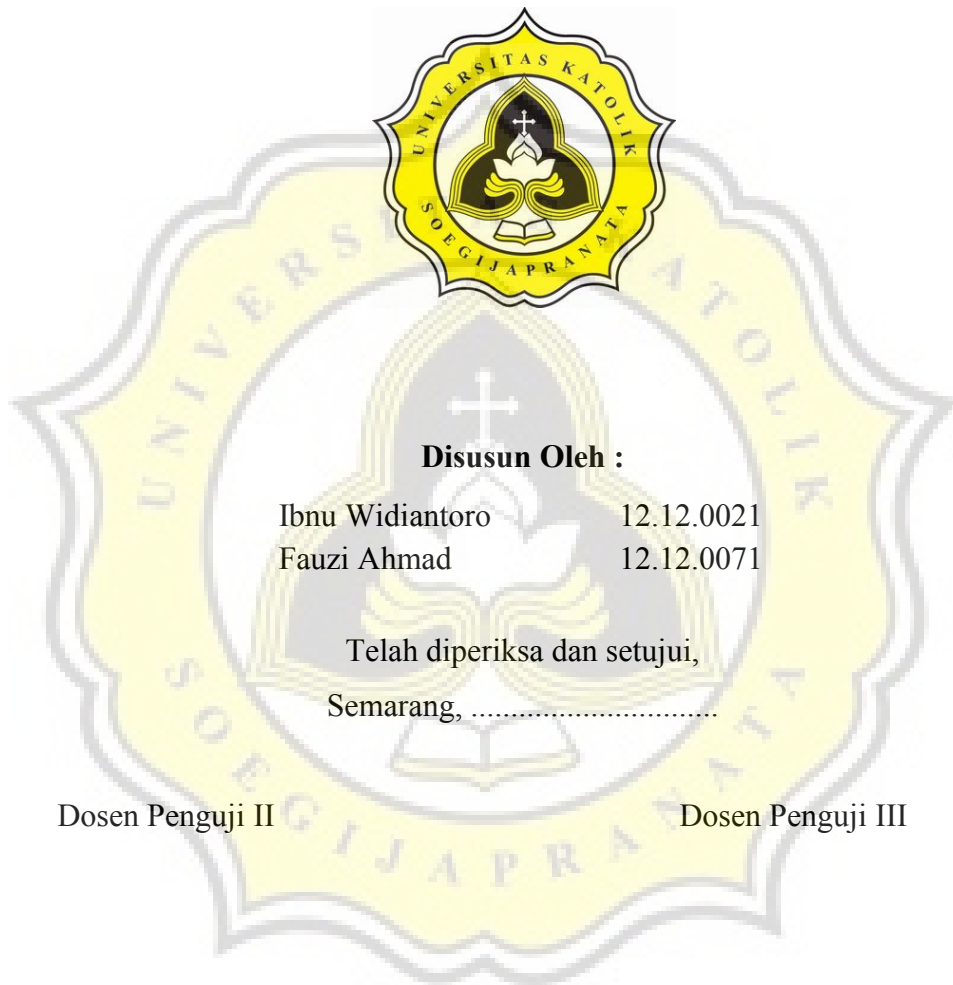 UNIVERSITAS KATOLIK
SOEGIJAPRANATA
Disusun Oleh :
Ibnu Widiantoro 12.12.0021
Fauzi Ahmad 12.12.0071
Telah diperiksa dan setujui,
Semarang, ...............................
Dosen Penguji II Dosen Penguji III